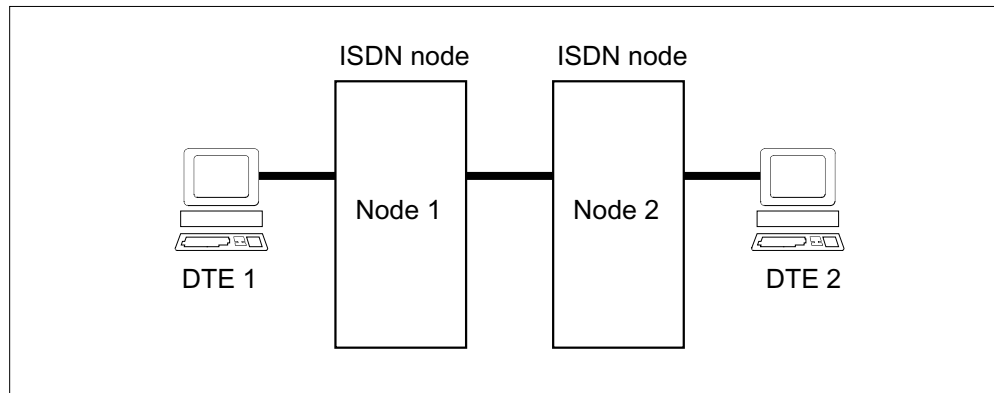 ISDN node
ISDN node
Node 1
Node 2
DTE 1
DTE 2